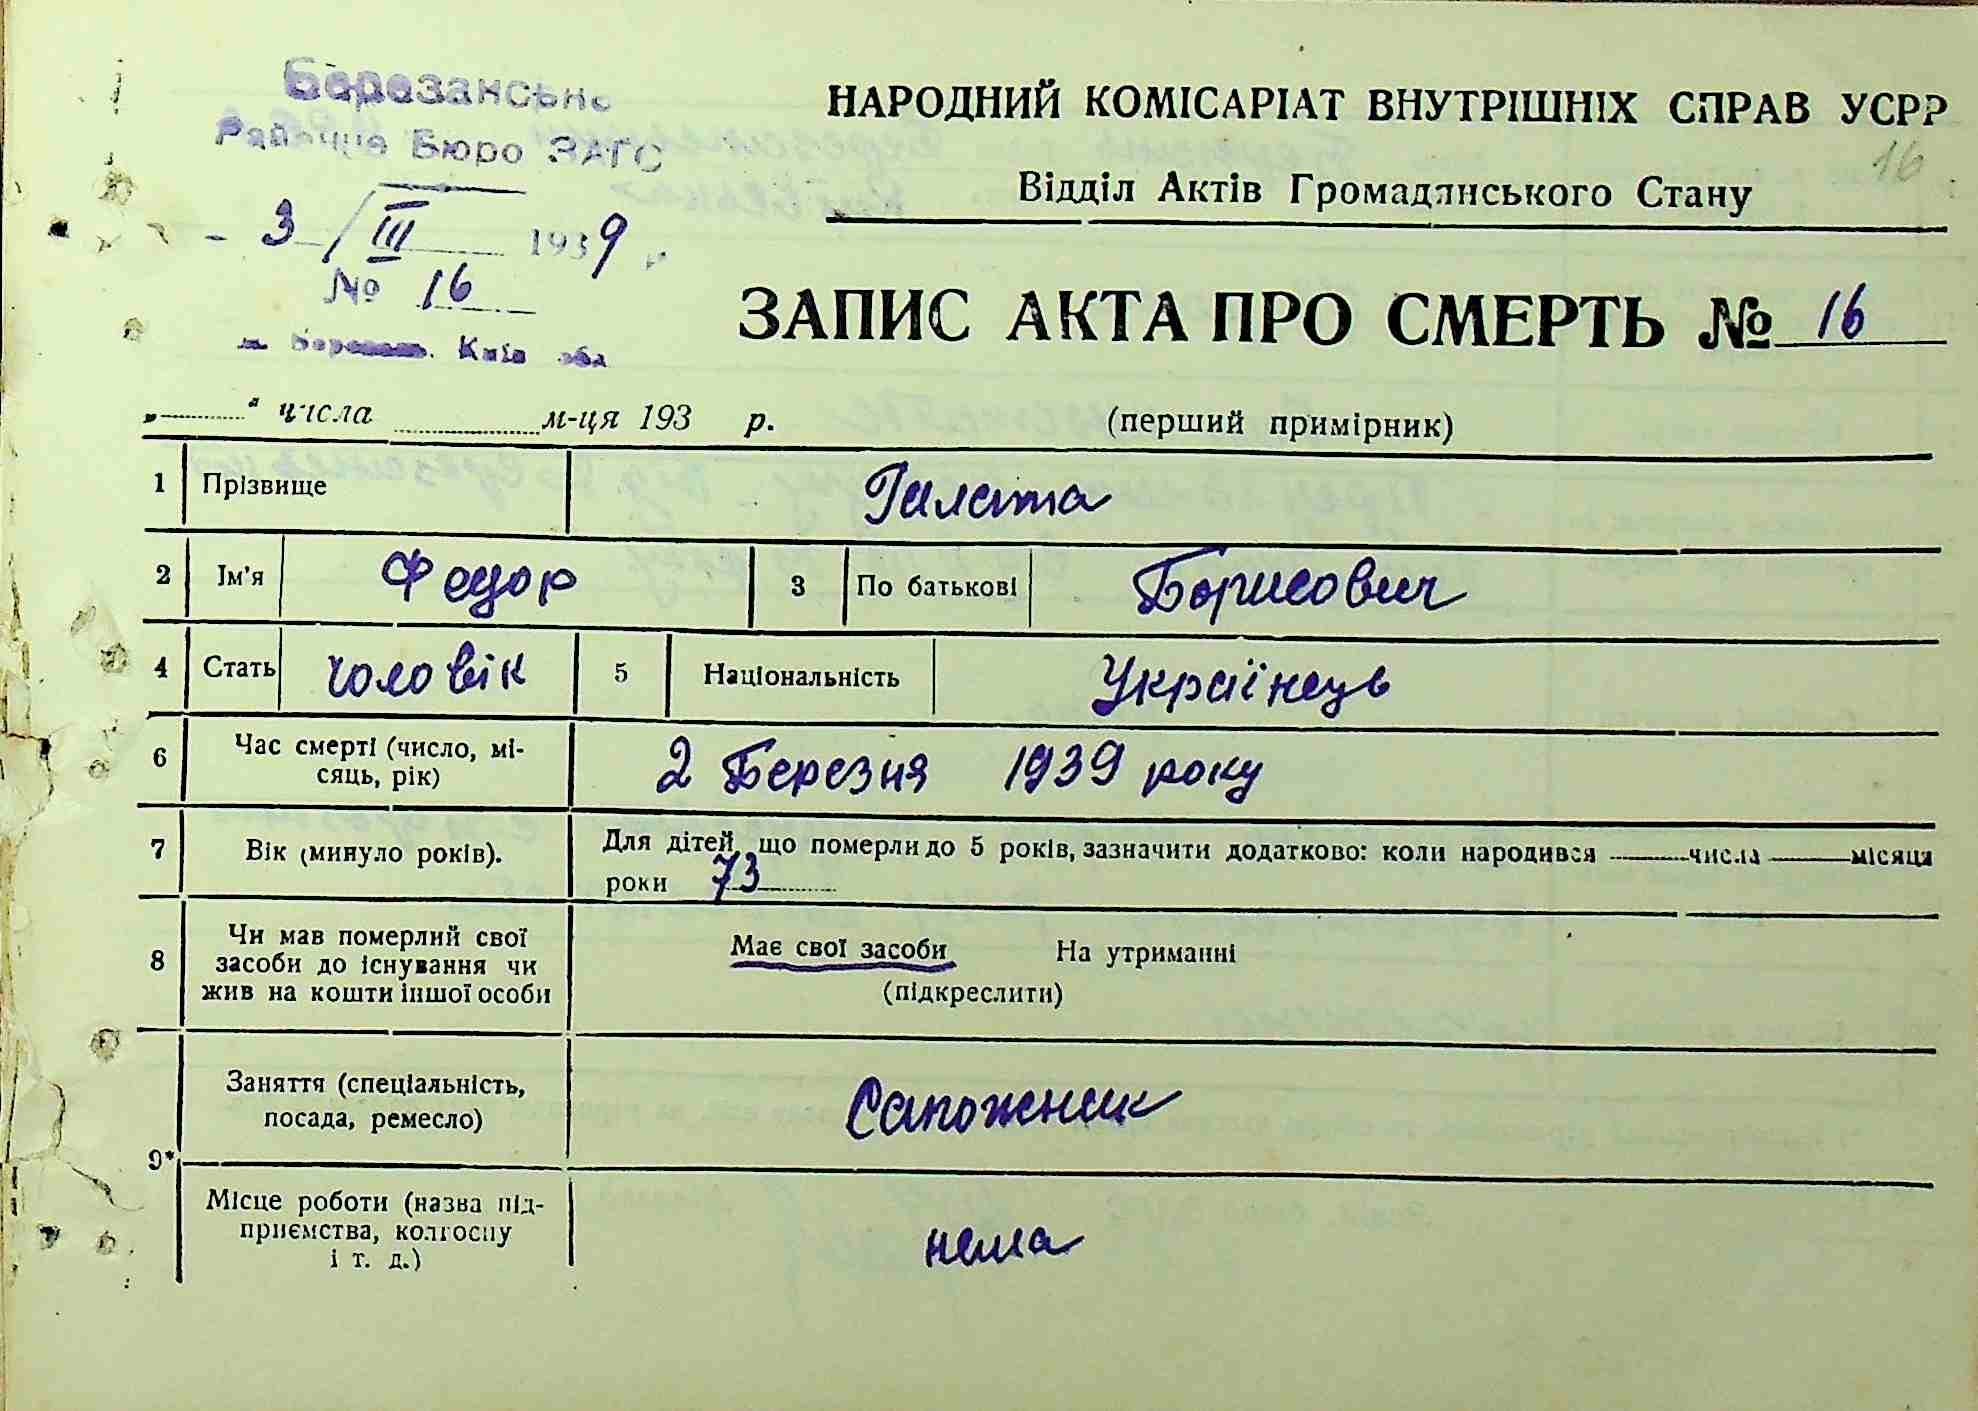 Березанське
Районне Бюро ЗАГС
3 / III 1939 р.
№ 16
м. Березань Київ обл
НАРОДНИЙ КОМІСАРІАТ ВНУТРІШНІХ СПРАВ УСРР
16
Відділ Актів Громадянського Стану
ЗАПИС АКТА ПРО СМЕРТЬ № 16
„ “ числа м-ця 193 р. (перший примірник)
1 Прізвище Галата
2 Ім'я Федор 3 По батькові Борисович
4 Стать чоловік 5 Національність Українець
6 Час смерті (число, мі-
сяць, рік) 2 Березня 1939 року
7 Вік (минуло років). Для дітей, що померли до 5 років, зазначити додатково: коли народився числа місяця
роки 73
8 Чи мав померлий свої
засоби до існування чи
жив на кошти іншої особи
Має свої засоби На утриманні
(підкреслити)
Заняття (спеціальність,
посада, ремесло) Сапожник
9*
Місце роботи (назва під-
приємства, колгоспу
і т. д.) нема